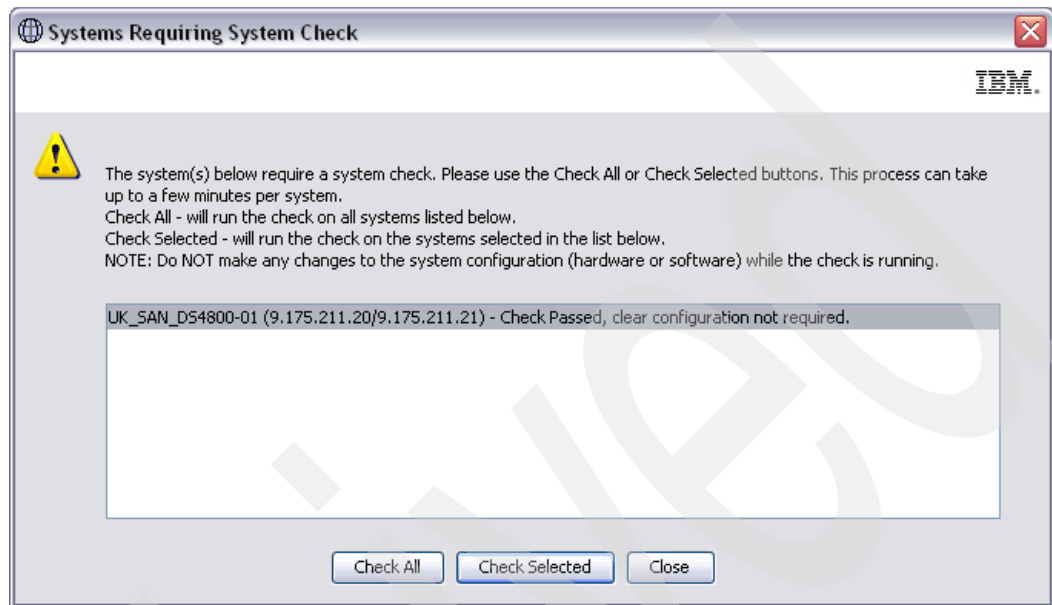 Systems Requiring System Check
IBM.
The system(s) below require a system check. Please use the Check All or Check Selected buttons. This process can take
up to a few minutes per system.
Check All - will run the check on all systems listed below.
Check Selected - will run the check on the systems selected in the list below.
NOTE: Do NOT make any changes to the system configuration (hardware or software) while the check is running.
UK_SAN_DS4800-01 (9.175.211.20/9.175.211.21) - Check Passed, clear configuration not required.
Check All Check Selected Close